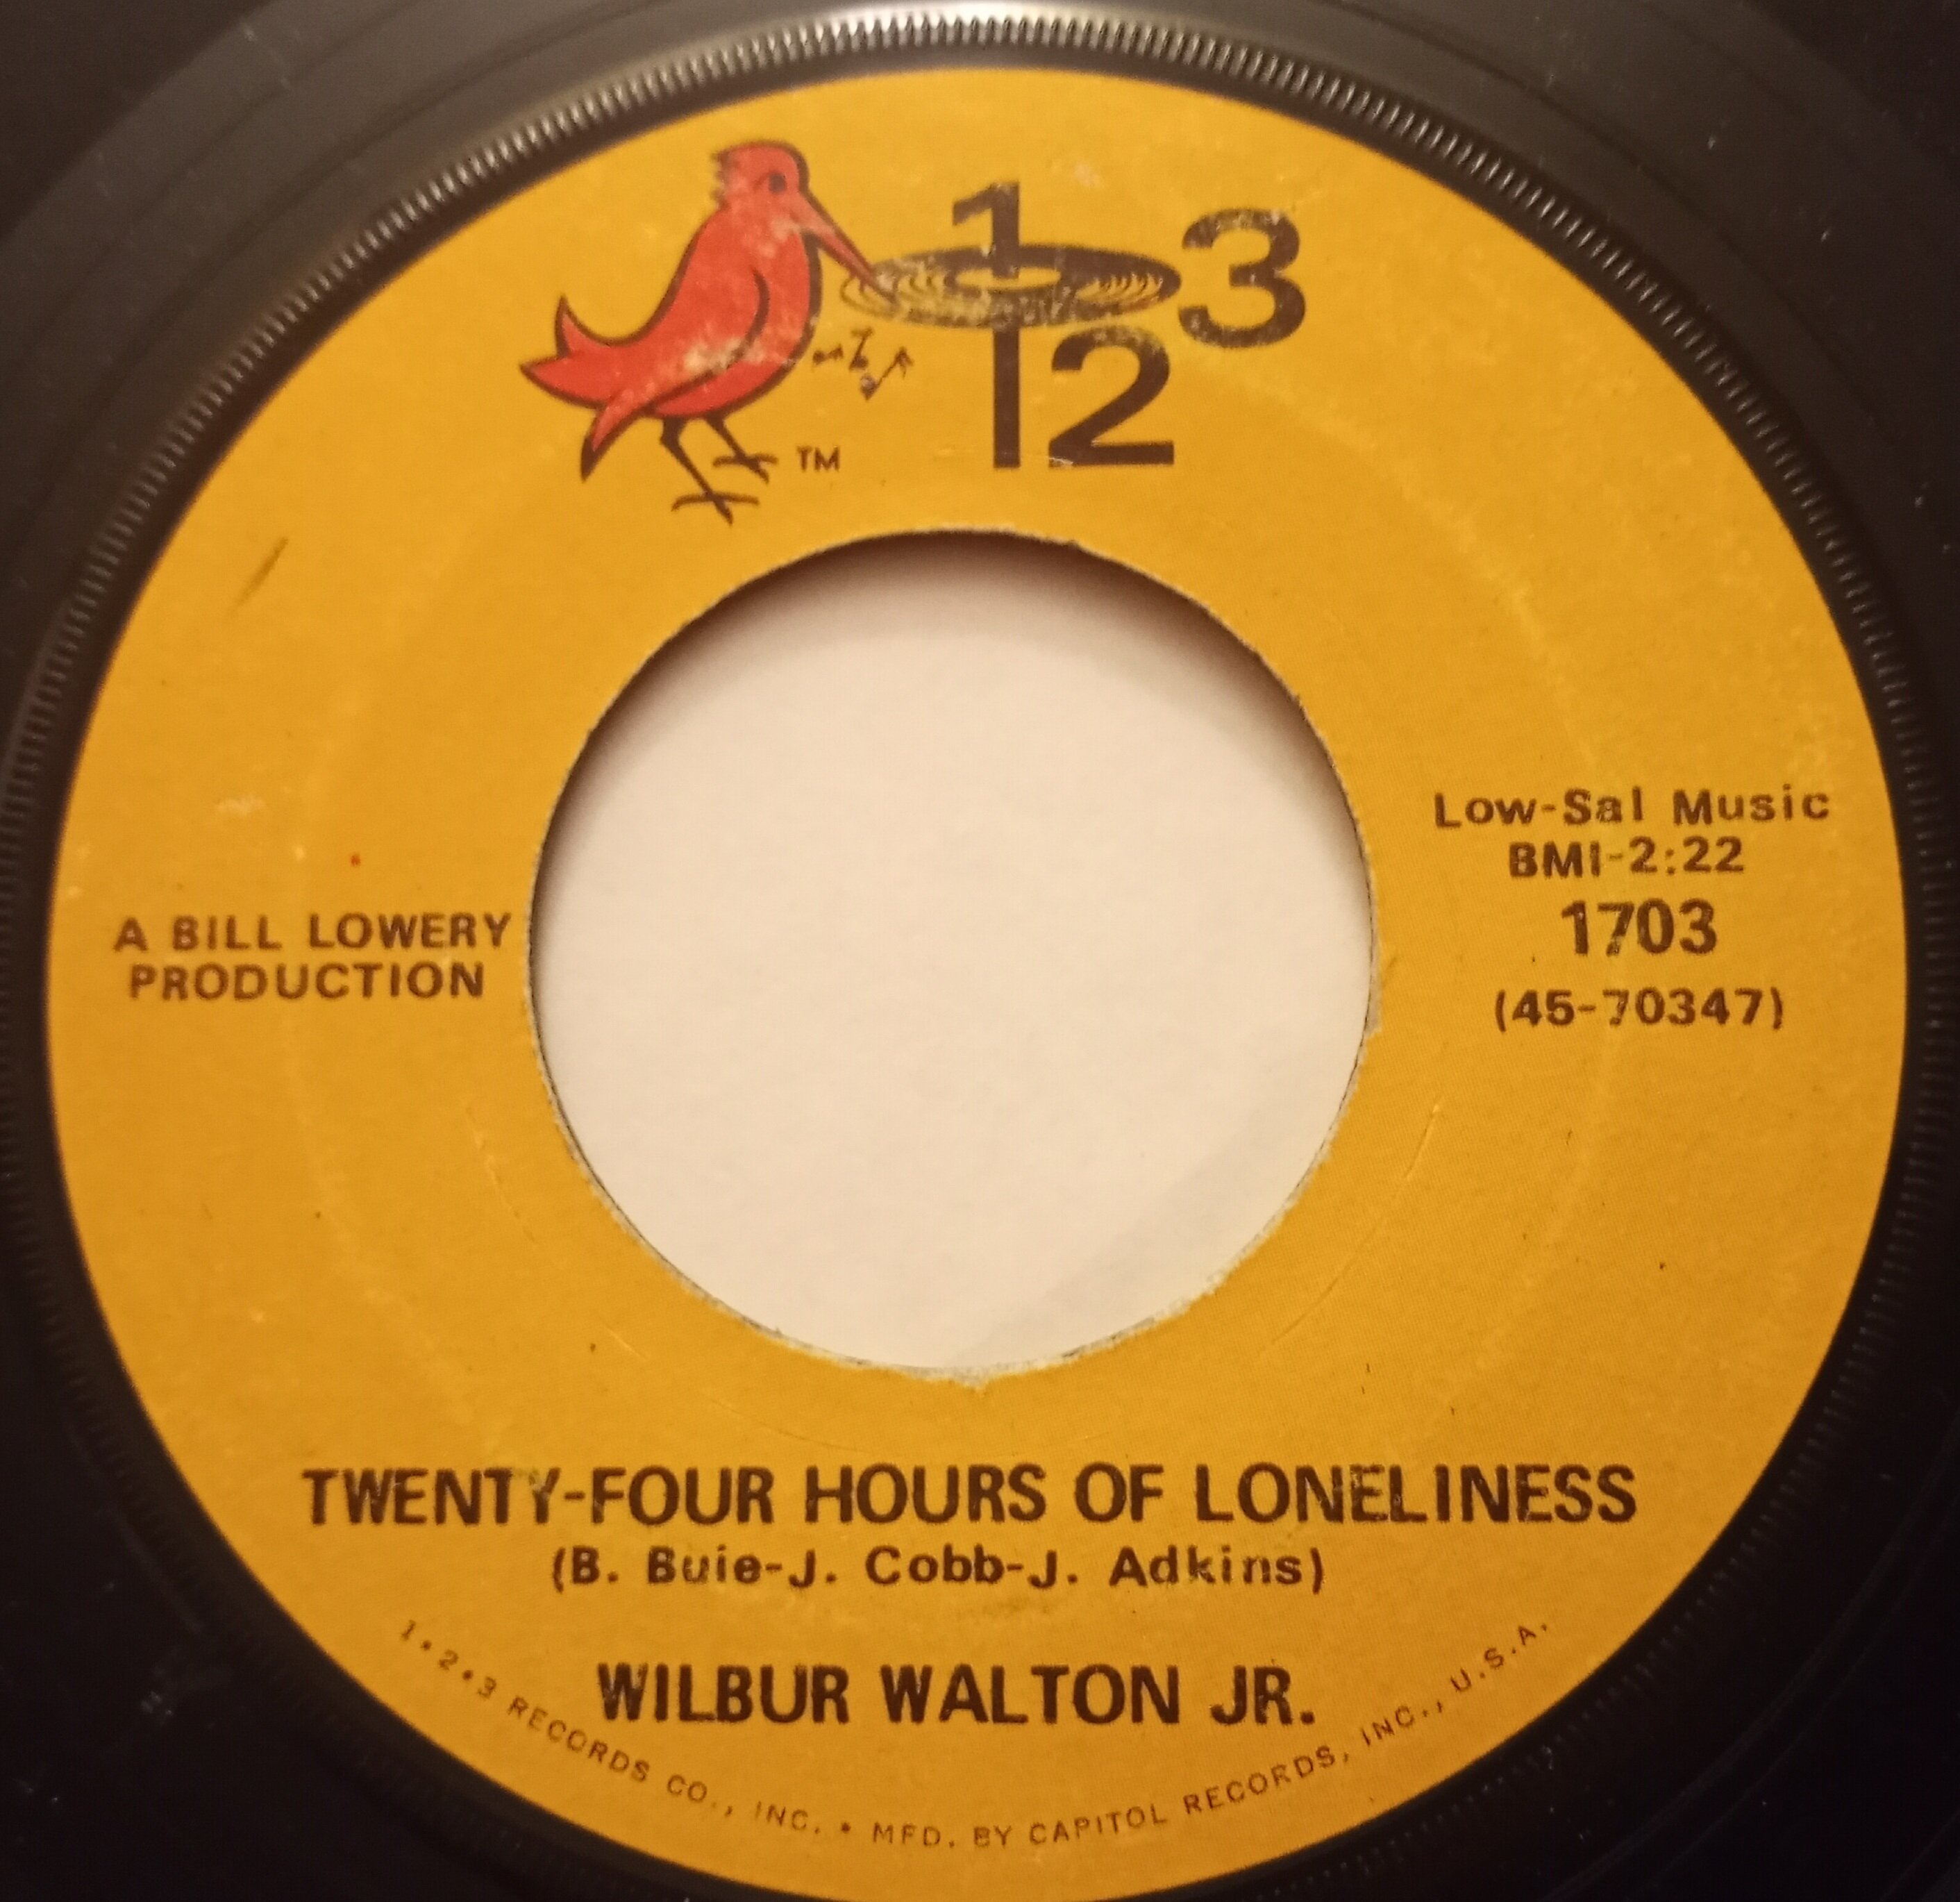 1 2 3
TM
Low-Sal Music
BMI-2:22
1703
(45-70347)
A BILL LOWERY
PRODUCTION
TWENTY-FOUR HOURS OF LONELINESS
(B. Buie-J. Cobb-J. Adkins)
WILBUR WALTON JR.
1•2•3 RECORDS CO., INC. • MFD. BY CAPITOL RECORDS, INC., U.S.A.